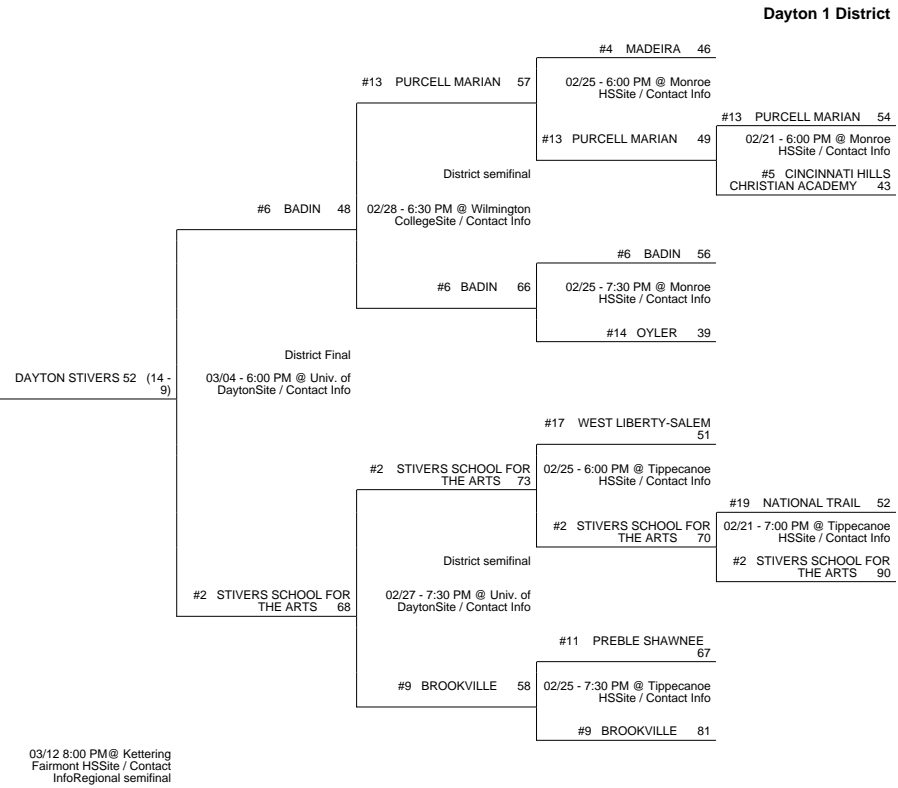 Dayton 1 District
#4 MADEIRA 46
#13 PURCELL MARIAN 57
02/25 - 6:00 PM @ Monroe
HSSite / Contact Info
#13 PURCELL MARIAN 54
#13 PURCELL MARIAN 49
02/21 - 6:00 PM @ Monroe
HSSite / Contact Info
#5 CINCINNATI HILLS
CHRISTIAN ACADEMY 43
District semifinal
#6 BADIN 48
02/28 - 6:30 PM @ Wilmington
CollegeSite / Contact Info
#6 BADIN 56
#6 BADIN 66
02/25 - 7:30 PM @ Monroe
HSSite / Contact Info
#14 OYLER 39
District Final
DAYTON STIVERS 52 (14 -
9)
03/04 - 6:00 PM @ Univ. of
DaytonSite / Contact Info
#17 WEST LIBERTY-SALEM
51
#2 STIVERS SCHOOL FOR
THE ARTS 73
02/25 - 6:00 PM @ Tippecanoe
HSSite / Contact Info
#19 NATIONAL TRAIL 52
#2 STIVERS SCHOOL FOR
THE ARTS 70
02/21 - 7:00 PM @ Tippecanoe
HSSite / Contact Info
#2 STIVERS SCHOOL FOR
THE ARTS 90
District semifinal
#2 STIVERS SCHOOL FOR
THE ARTS 68
02/27 - 7:30 PM @ Univ. of
DaytonSite / Contact Info
#11 PREBLE SHAWNEE
67
#9 BROOKVILLE 58
02/25 - 7:30 PM @ Tippecanoe
HSSite / Contact Info
#9 BROOKVILLE 81
03/12 8:00 PM@ Kettering
Fairmont HSSite / Contact
InfoRegional semifinal